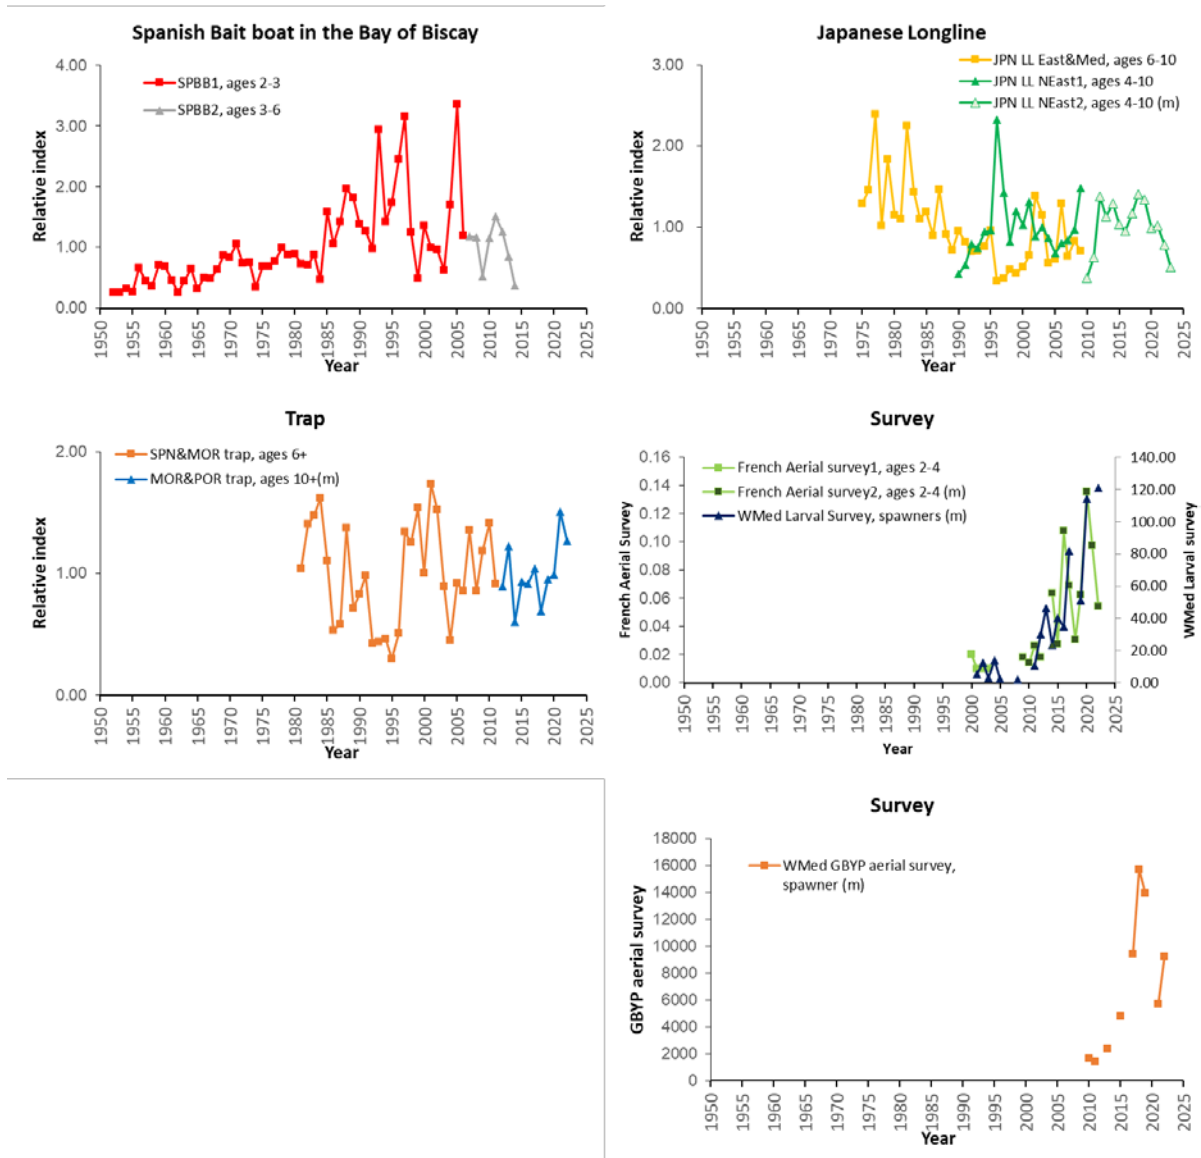 Spanish Bait boat in the Bay of Biscay
4.00
3.00
2.00
1.00
0.00
Relative index
SPBB1, ages 2-3
SPBB2, ages 3-6
1950 1955 1960 1965 1970 1975 1980 1985 1990 1995 2000 2005 2010 2015 2020 2025
Year
Japanese Longline
3.00
2.00
1.00
0.00
Relative index
JPN LL East&Med, ages 6-10
JPN LL NEast1, ages 4-10
JPN LL NEast2, ages 4-10 (m)
1950 1955 1960 1965 1970 1975 1980 1985 1990 1995 2000 2005 2010 2015 2020 2025
Year
Trap
2.00
1.00
0.00
Relative index
SPN&MOR trap, ages 6+
MOR&POR trap, ages 10+(m)
1950 1955 1960 1965 1970 1975 1980 1985 1990 1995 2000 2005 2010 2015 2020 2025
Year
Survey
0.16
0.14
0.12
0.10
0.08
0.06
0.04
0.02
0.00
French Aerial Survey
French Aerial survey1, ages 2-4
French Aerial survey2, ages 2-4 (m)
WMed Larval Survey, spawners (m)
140.00
120.00
100.00
80.00
60.00
40.00
20.00
0.00
WMed Larval survey
1950 1955 1960 1965 1970 1975 1980 1985 1990 1995 2000 2005 2010 2015 2020 2025
Year
Survey
18000
16000
14000
12000
10000
8000
6000
4000
2000
0
GBYP aerial survey
WMed GBYP aerial survey,
spawner (m)
1950 1955 1960 1965 1970 1975 1980 1985 1990 1995 2000 2005 2010 2015 2020 2025
Year